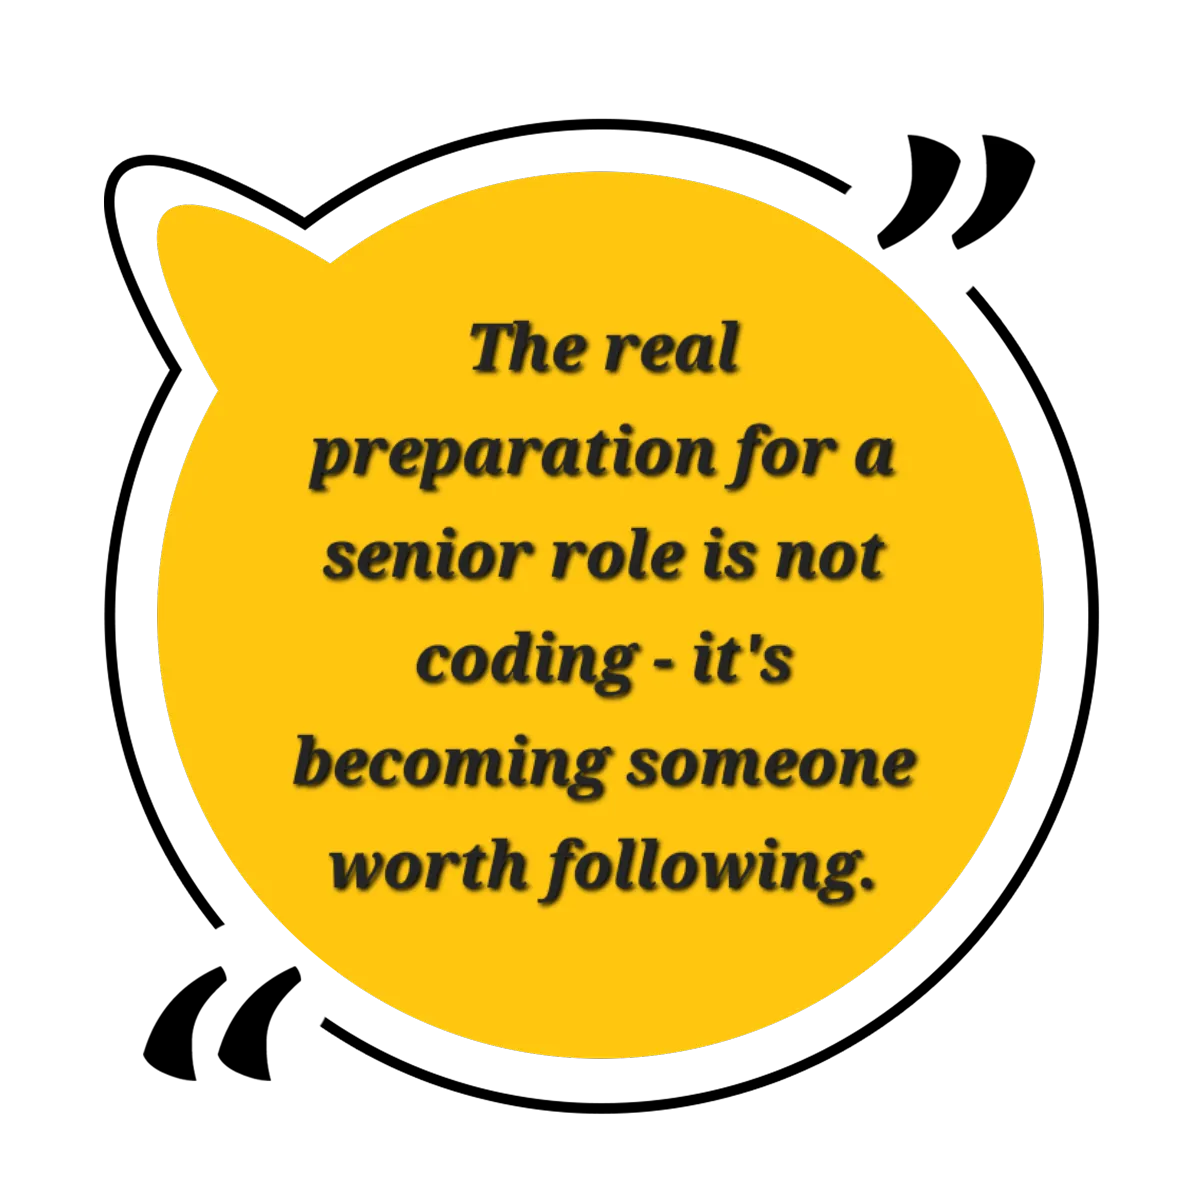 The real
preparation for a
senior role is not
coding - it's
becoming someone
worth following.